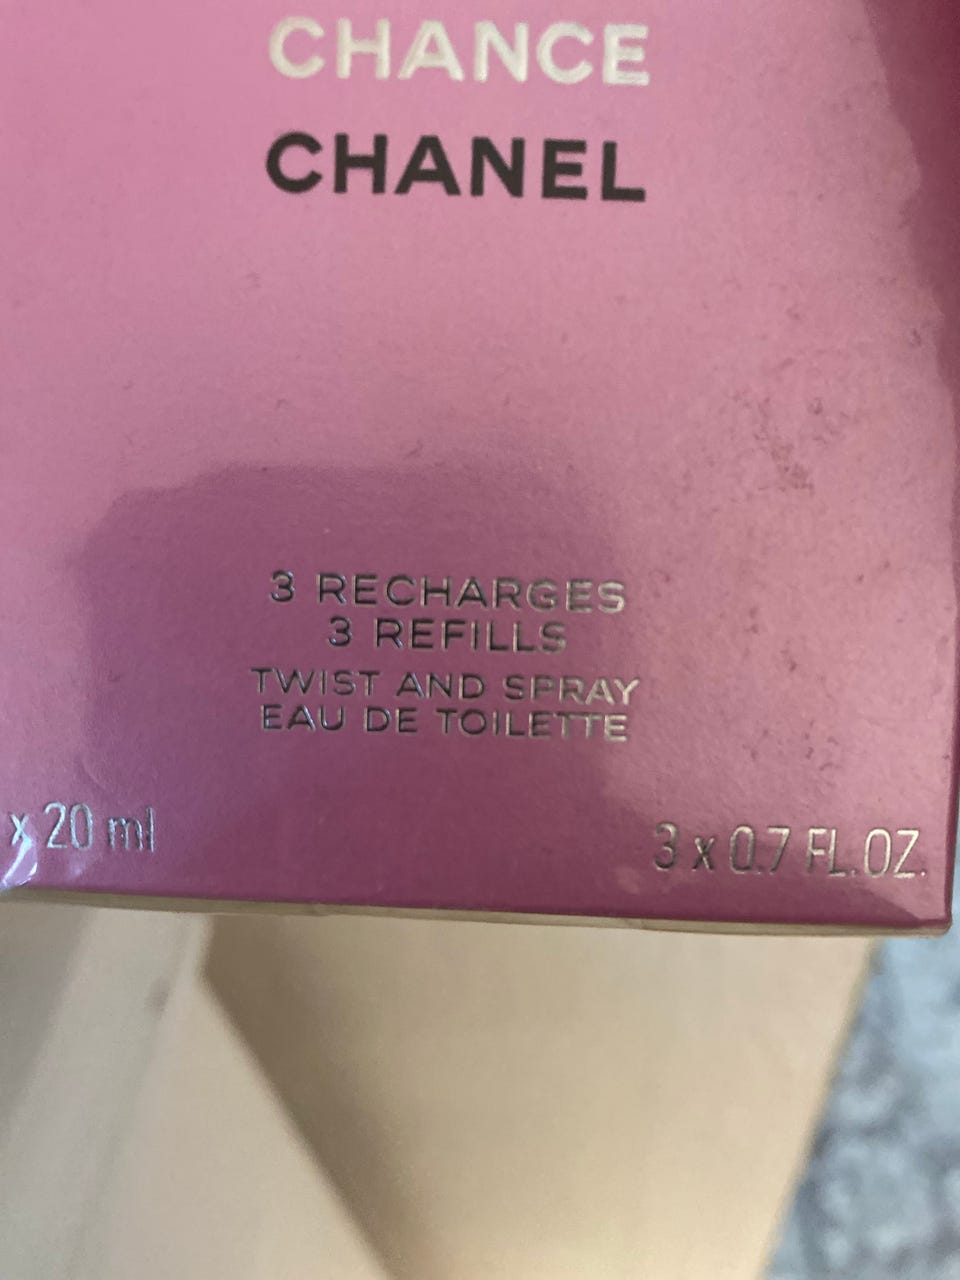 CHANCE
CHANEL
3 RECHARGES
3 REFILLS
TWIST AND SPRAY
EAU DE TOILETTE
x 20 ml
3 x 0.7 FL.OZ.